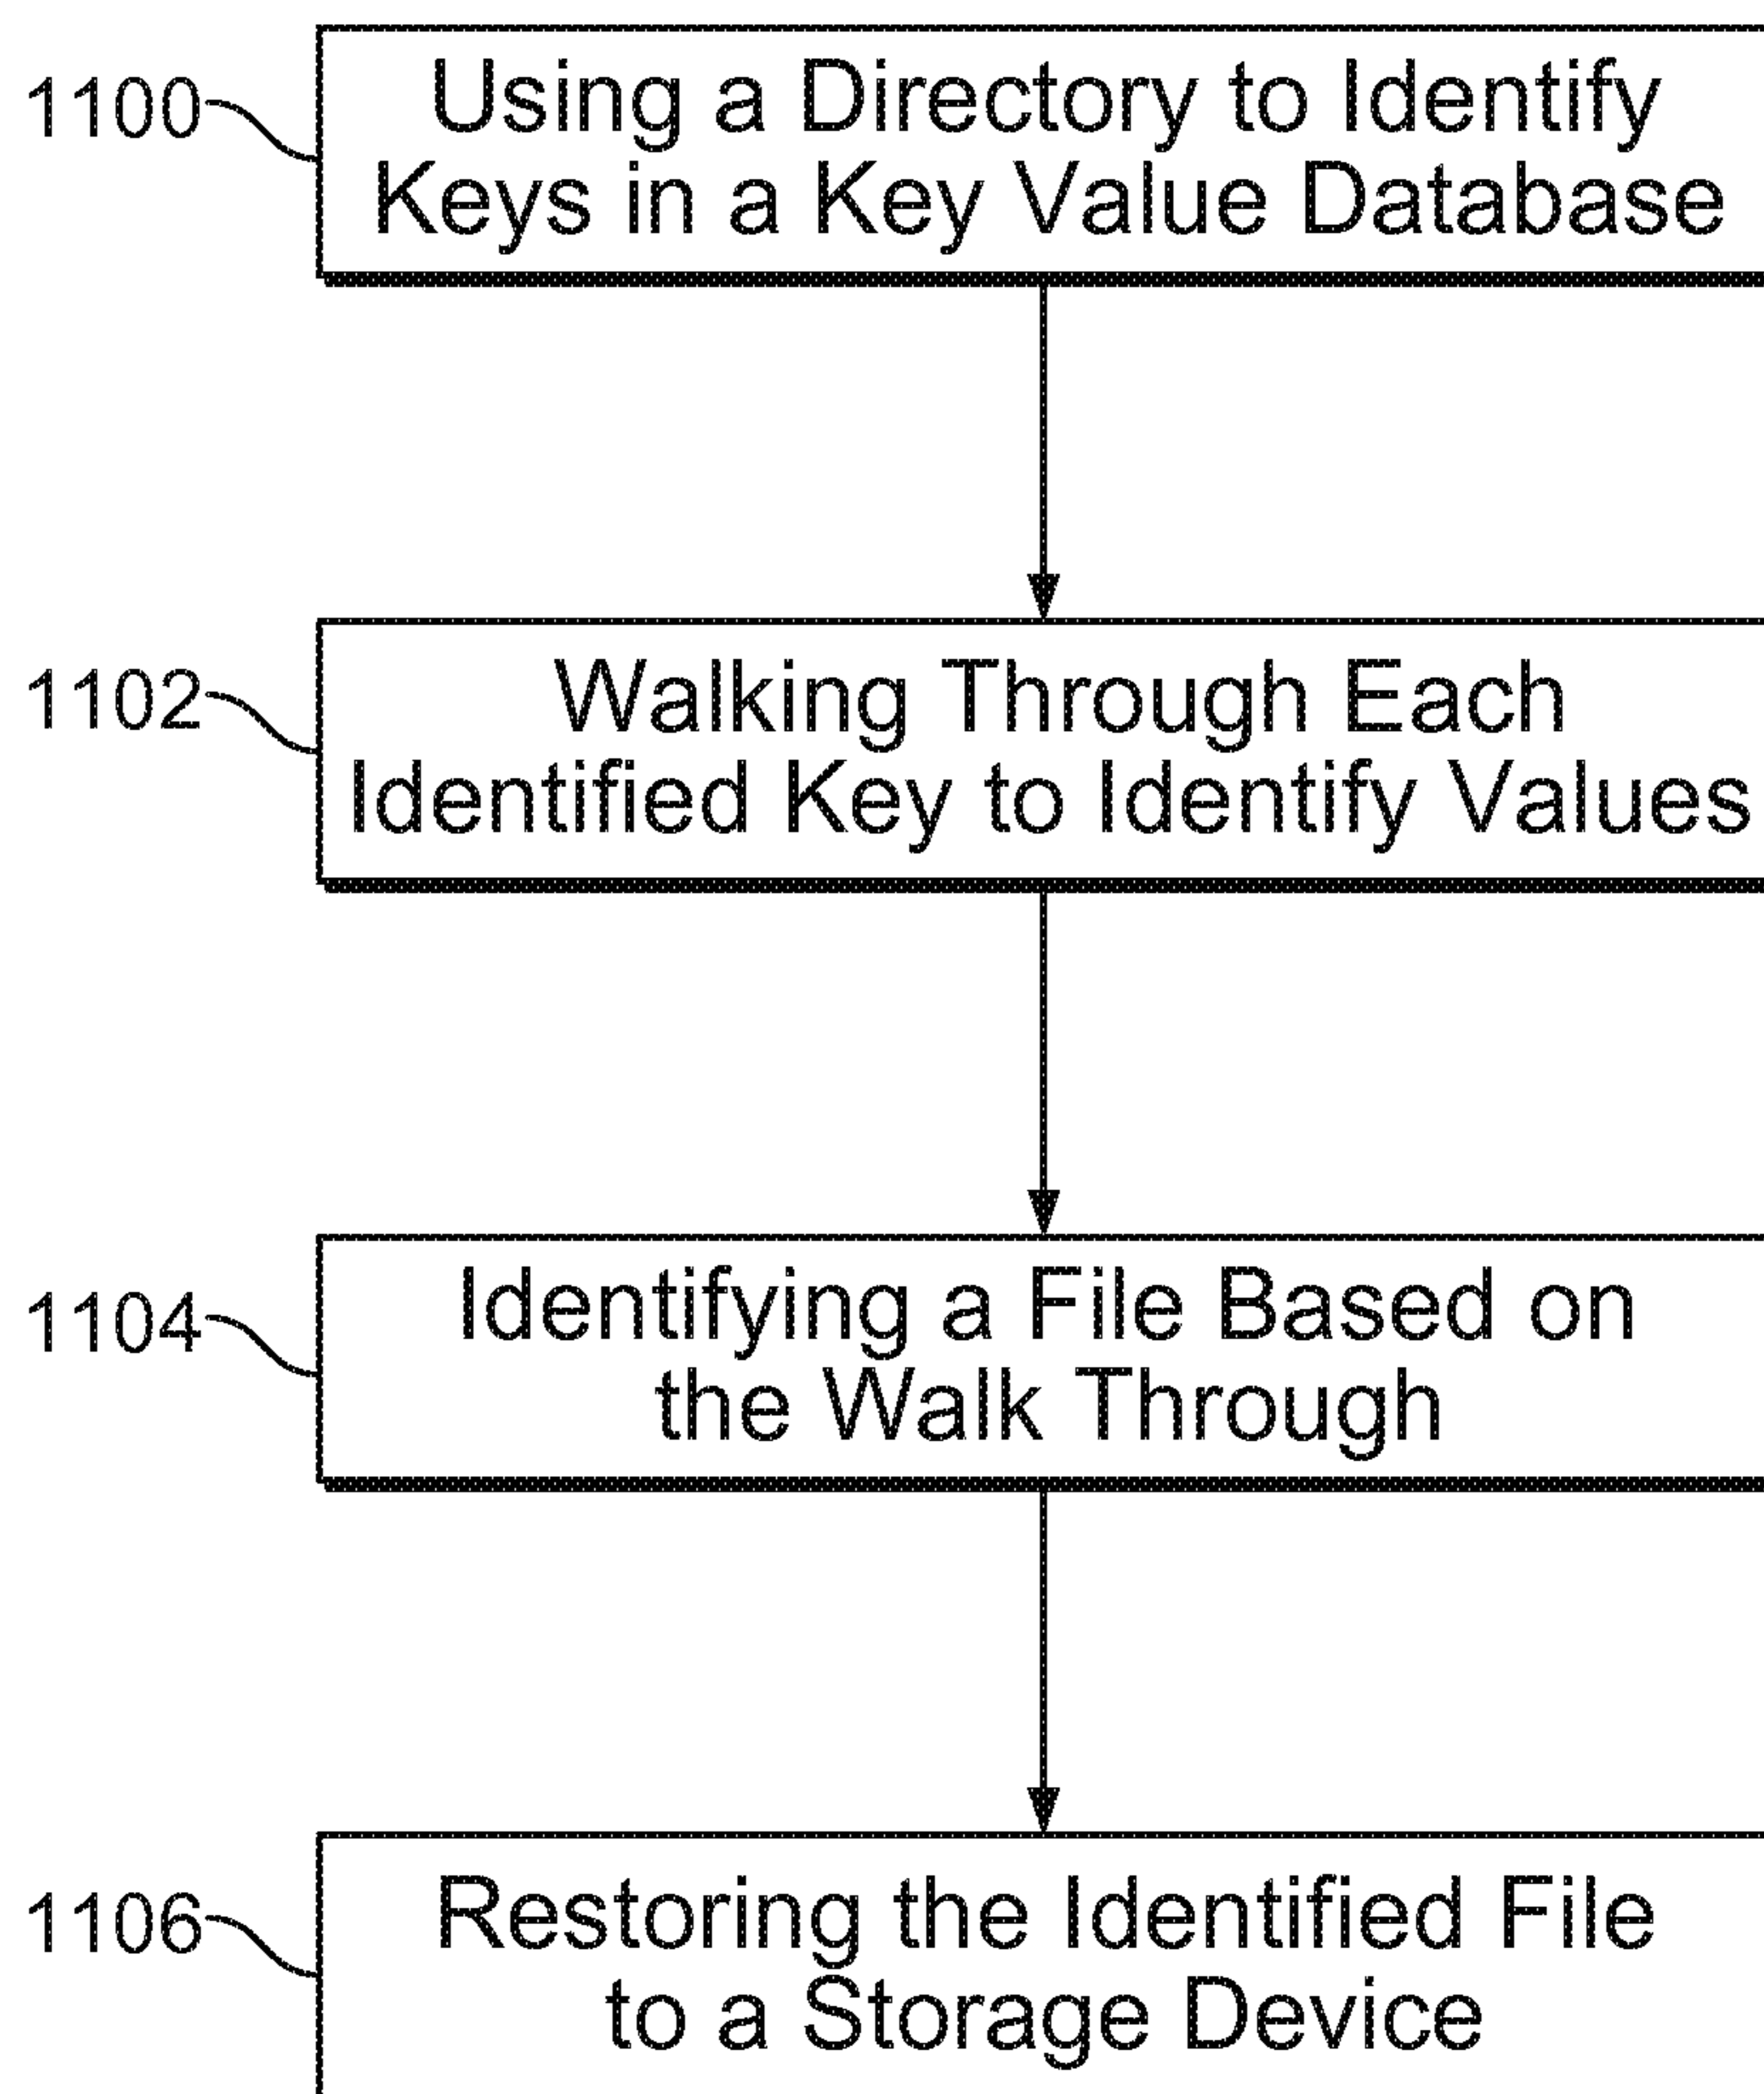 1100
Using a Directory to Identify
Keys in a Key Value Database
1102
Walking Through Each
Identified Key to Identify Values
1104
Identifying a File Based on
the Walk Through
1106
Restoring the Identified File
to a Storage Device